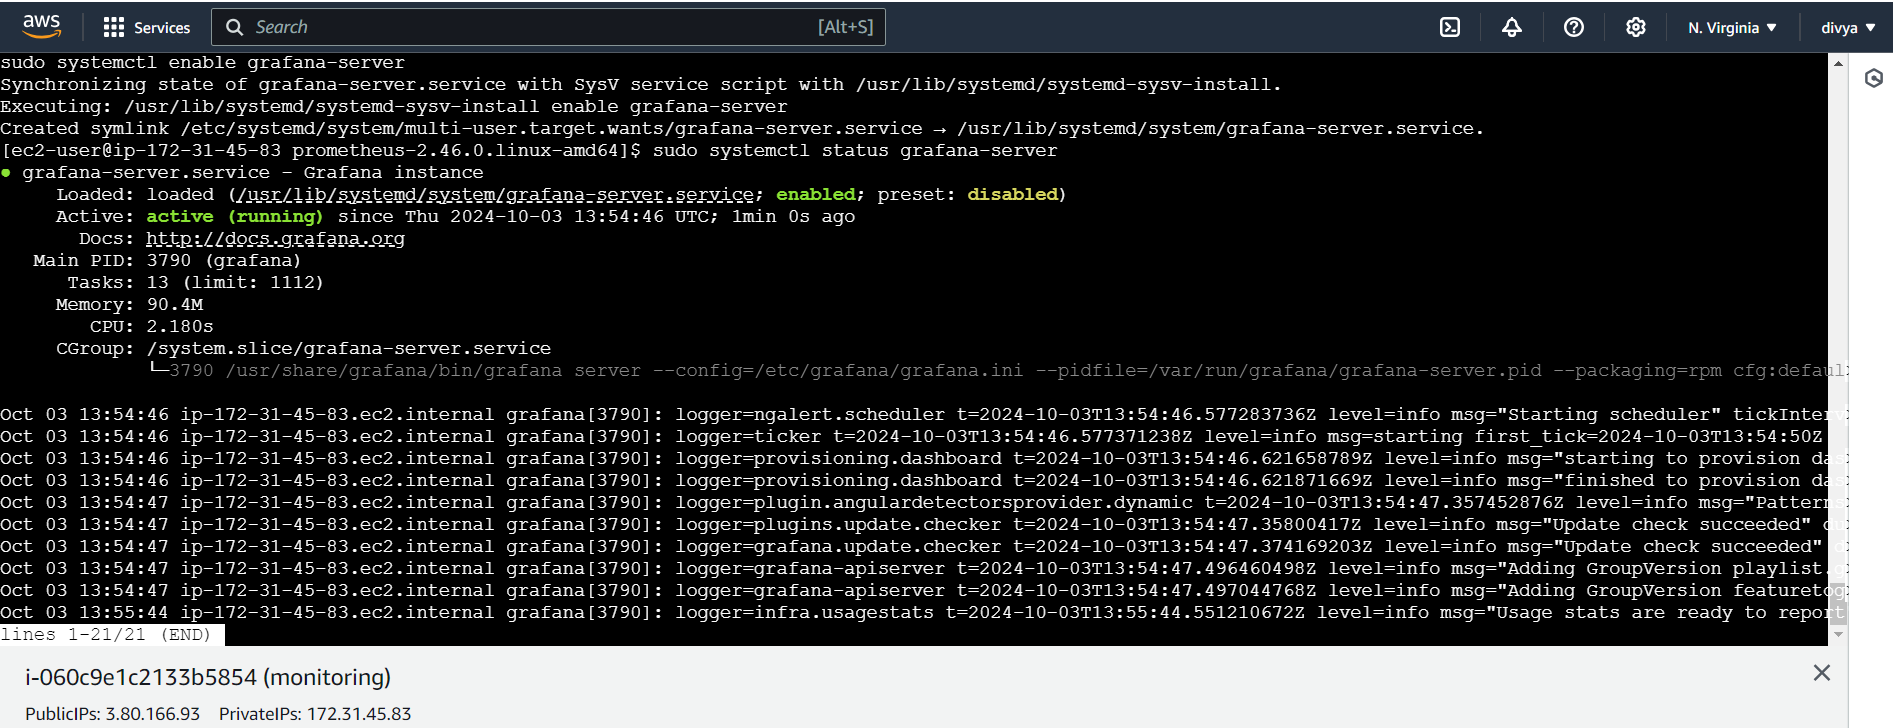 aws Services Search [Alt+S] N. Virginia ▼ divya ▼
sudo systemctl enable grafana-server
Synchronizing state of grafana-server.service with SysV service script with /usr/lib/systemd/systemd-sysv-install.
Executing: /usr/lib/systemd/systemd-sysv-install enable grafana-server
Created symlink /etc/systemd/system/multi-user.target.wants/grafana-server.service → /usr/lib/systemd/system/grafana-server.service.
[ec2-user@ip-172-31-45-83 prometheus-2.46.0.linux-amd64]$ sudo systemctl status grafana-server
● grafana-server.service - Grafana instance
Loaded: loaded (/usr/lib/systemd/system/grafana-server.service; enabled; preset: disabled)
Active: active (running) since Thu 2024-10-03 13:54:46 UTC; 1min 0s ago
Docs: http://docs.grafana.org
Main PID: 3790 (grafana)
Tasks: 13 (limit: 1112)
Memory: 90.4M
CPU: 2.180s
CGroup: /system.slice/grafana-server.service
└─3790 /usr/share/grafana/bin/grafana server --config=/etc/grafana/grafana.ini --pidfile=/var/run/grafana/grafana-server.pid --packaging=rpm cfg:defaul
Oct 03 13:54:46 ip-172-31-45-83.ec2.internal grafana[3790]: logger=ngalert.scheduler t=2024-10-03T13:54:46.577283736Z level=info msg="Starting scheduler" tickInterv
Oct 03 13:54:46 ip-172-31-45-83.ec2.internal grafana[3790]: logger=ticker t=2024-10-03T13:54:46.577371238Z level=info msg=starting first_tick=2024-10-03T13:54:50Z
Oct 03 13:54:46 ip-172-31-45-83.ec2.internal grafana[3790]: logger=provisioning.dashboard t=2024-10-03T13:54:46.621658789Z level=info msg="starting to provision das
Oct 03 13:54:46 ip-172-31-45-83.ec2.internal grafana[3790]: logger=provisioning.dashboard t=2024-10-03T13:54:46.621871669Z level=info msg="finished to provision das
Oct 03 13:54:47 ip-172-31-45-83.ec2.internal grafana[3790]: logger=plugin.angulardetectorsprovider.dynamic t=2024-10-03T13:54:47.357452876Z level=info msg="Patterns
Oct 03 13:54:47 ip-172-31-45-83.ec2.internal grafana[3790]: logger=plugins.update.checker t=2024-10-03T13:54:47.35800417Z level=info msg="Update check succeeded" du
Oct 03 13:54:47 ip-172-31-45-83.ec2.internal grafana[3790]: logger=grafana.update.checker t=2024-10-03T13:54:47.374169203Z level=info msg="Update check succeeded"
Oct 03 13:54:47 ip-172-31-45-83.ec2.internal grafana[3790]: logger=grafana-apiserver t=2024-10-03T13:54:47.496460498Z level=info msg="Adding GroupVersion playlist.g
Oct 03 13:54:47 ip-172-31-45-83.ec2.internal grafana[3790]: logger=grafana-apiserver t=2024-10-03T13:54:47.497044768Z level=info msg="Adding GroupVersion featuretog
Oct 03 13:55:44 ip-172-31-45-83.ec2.internal grafana[3790]: logger=infra.usagestats t=2024-10-03T13:55:44.551210672Z level=info msg="Usage stats are ready to report
lines 1-21/21 (END)
i-060c9e1c2133b5854 (monitoring)
PublicIPs: 3.80.166.93 PrivateIPs: 172.31.45.83